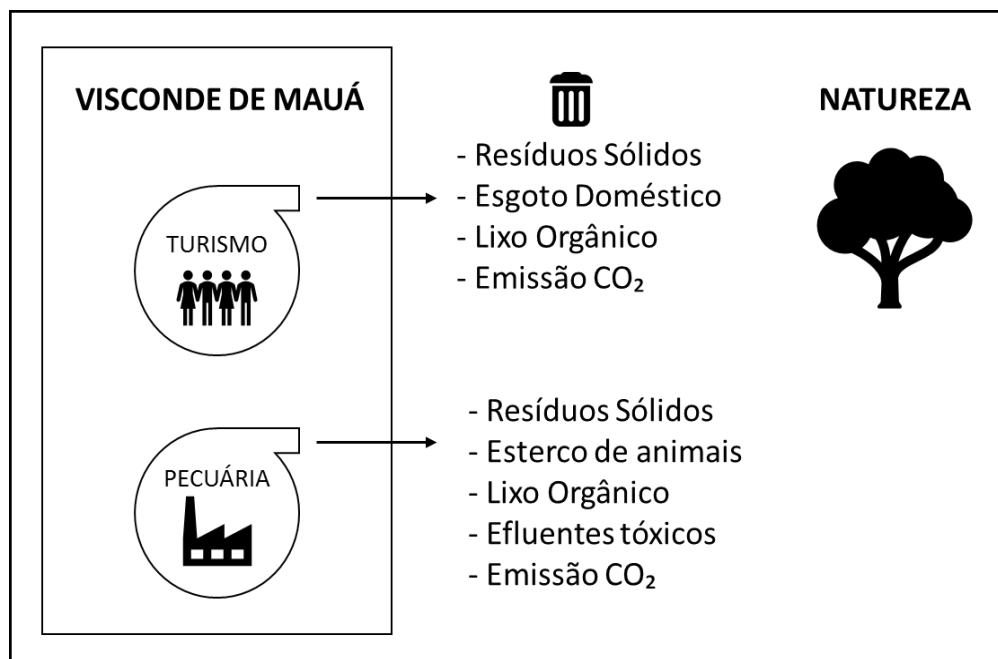 VISCONDE DE MAUÁ
NATUREZA
TURISMO
- Resíduos Sólidos
- Esgoto Doméstico
- Lixo Orgânico
- Emissão CO₂
PECUÁRIA
- Resíduos Sólidos
- Esterco de animais
- Lixo Orgânico
- Efluentes tóxicos
- Emissão CO₂